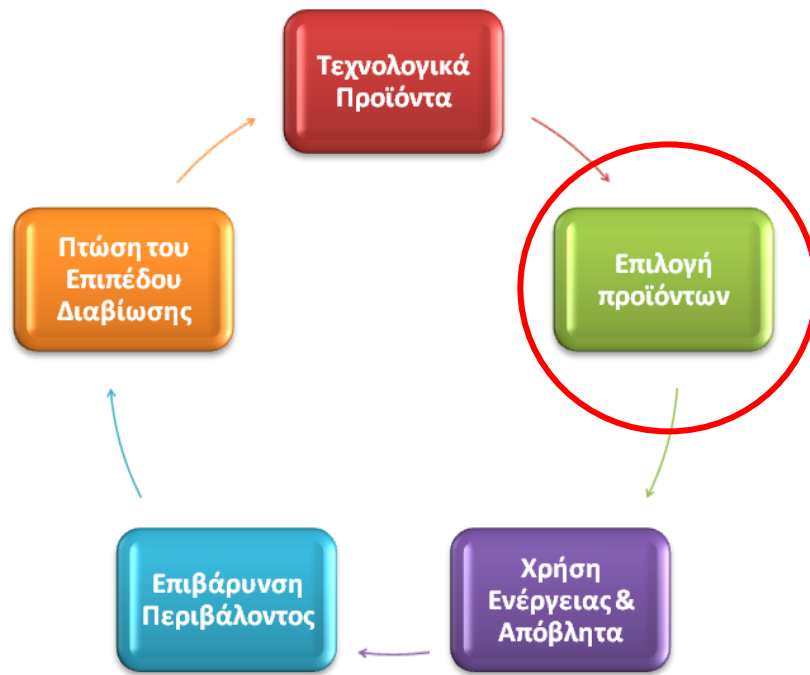 Τεχνολογικά
Προϊόντα
Επιλογή
προϊόντων
Χρήση
Ενέργειας &
Απόβλητα
Επιβάρυνση
Περιβάλοντος
Πτώση του
Επιπέδου
Διαβίωσης